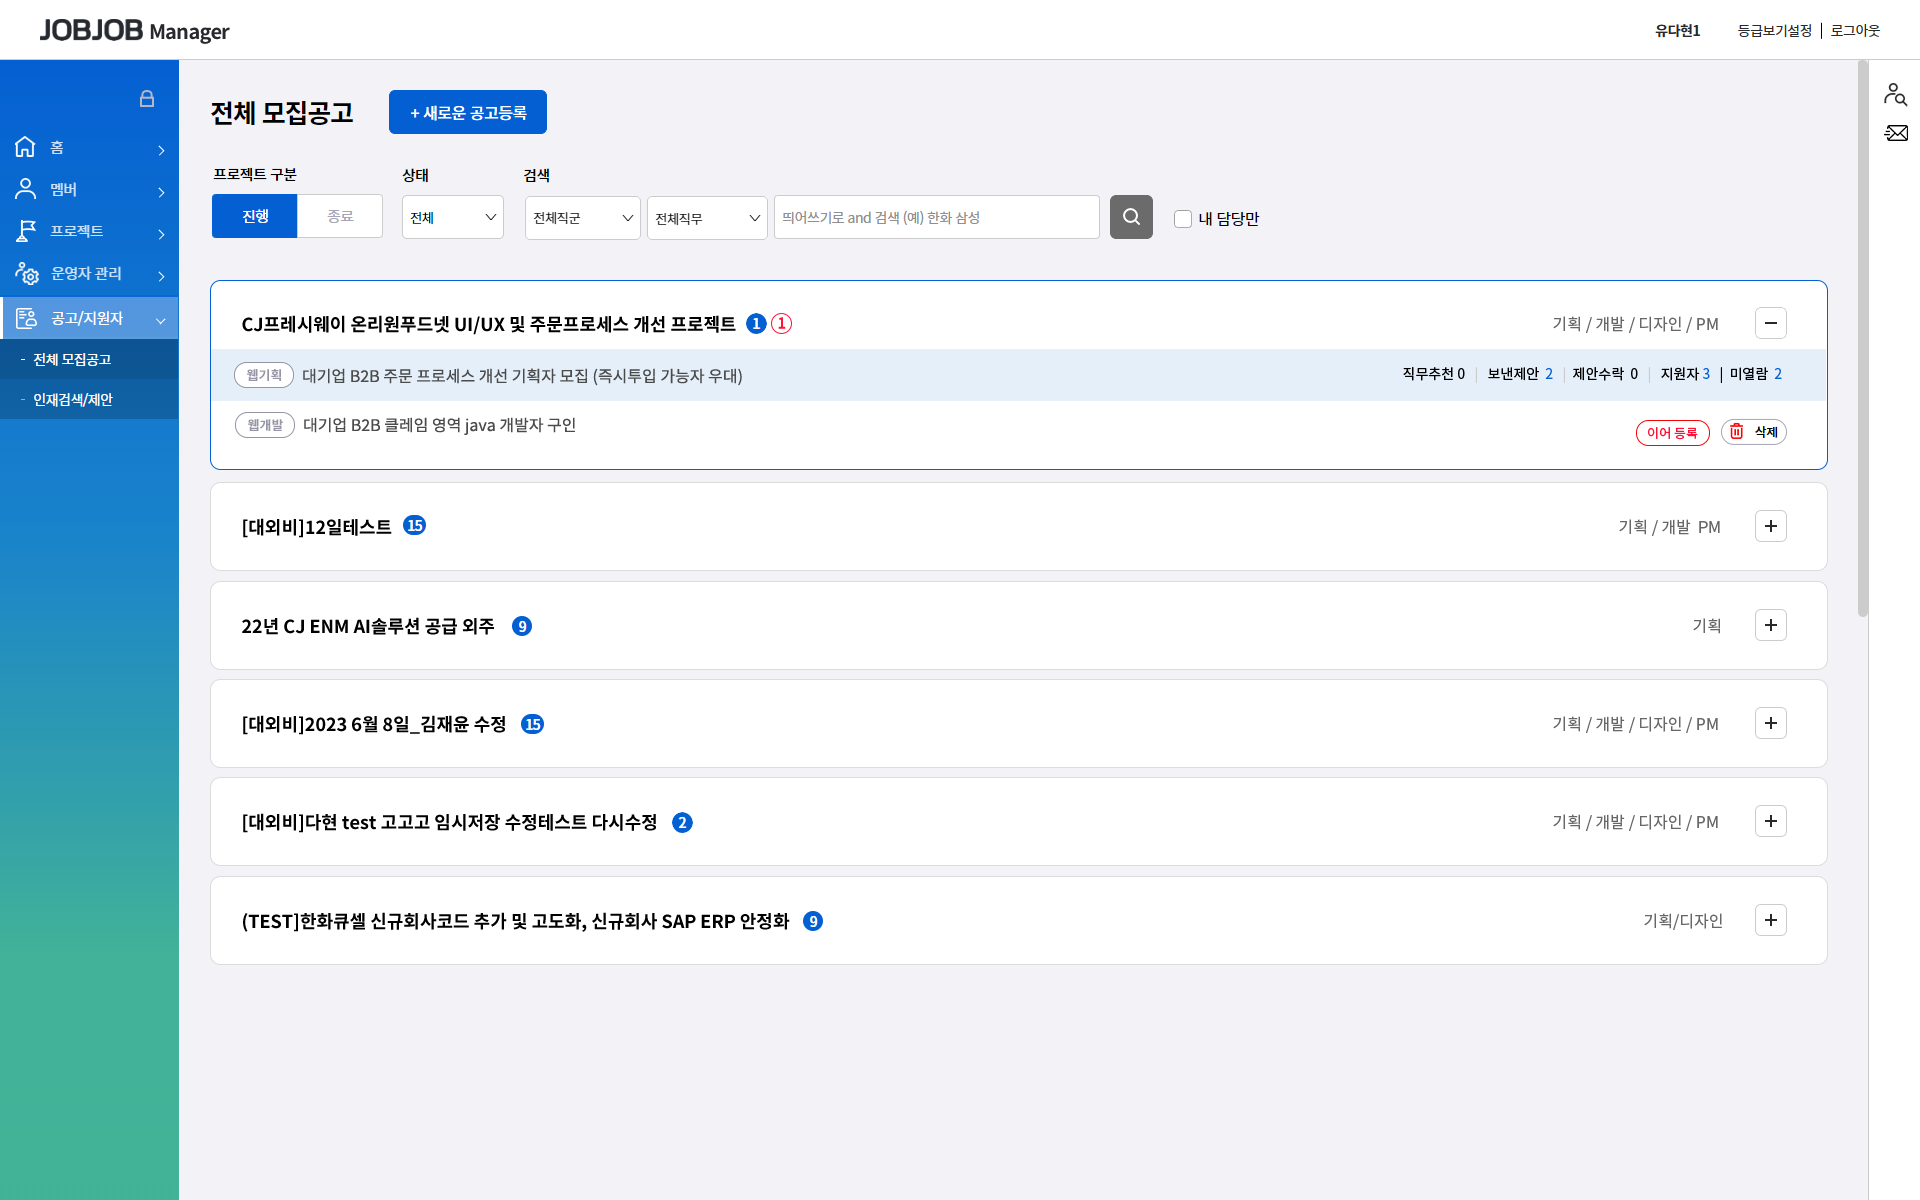 JOBJOB Manager
유다현1 등급보기설정 | 로그아웃
홈
멤버
프로젝트
운영자 관리
공고/지원자
- 전체 모집공고
- 인재검색/제안
전체 모집공고
+ 새로운 공고등록
프로젝트 구분 상태 검색
진행 종료 전체 전체직군 전체직무 띄어쓰기로 and 검색 (예) 한화 삼성 내 담당만
CJ프레시웨이 온리원푸드넷 UI/UX 및 주문프로세스 개선 프로젝트 1 1 기획 / 개발 / 디자인 / PM
웹기획 대기업 B2B 주문 프로세스 개선 기획자 모집 (즉시투입 가능자 우대) 직무추천 0 | 보낸제안 2 | 제안수락 0 | 지원자 3 | 미열람 2
웹개발 대기업 B2B 클레임 영역 java 개발자 구인 이어 등록 삭제
[대외비]12일테스트 15 기획 / 개발 PM
22년 CJ ENM AI솔루션 공급 외주 9 기획
[대외비]2023 6월 8일_김재윤 수정 15 기획 / 개발 / 디자인 / PM
[대외비]다현 test 고고고 임시저장 수정테스트 다시수정 2 기획 / 개발 / 디자인 / PM
(TEST]한화큐셀 신규회사코드 추가 및 고도화, 신규회사 SAP ERP 안정화 9 기획/디자인